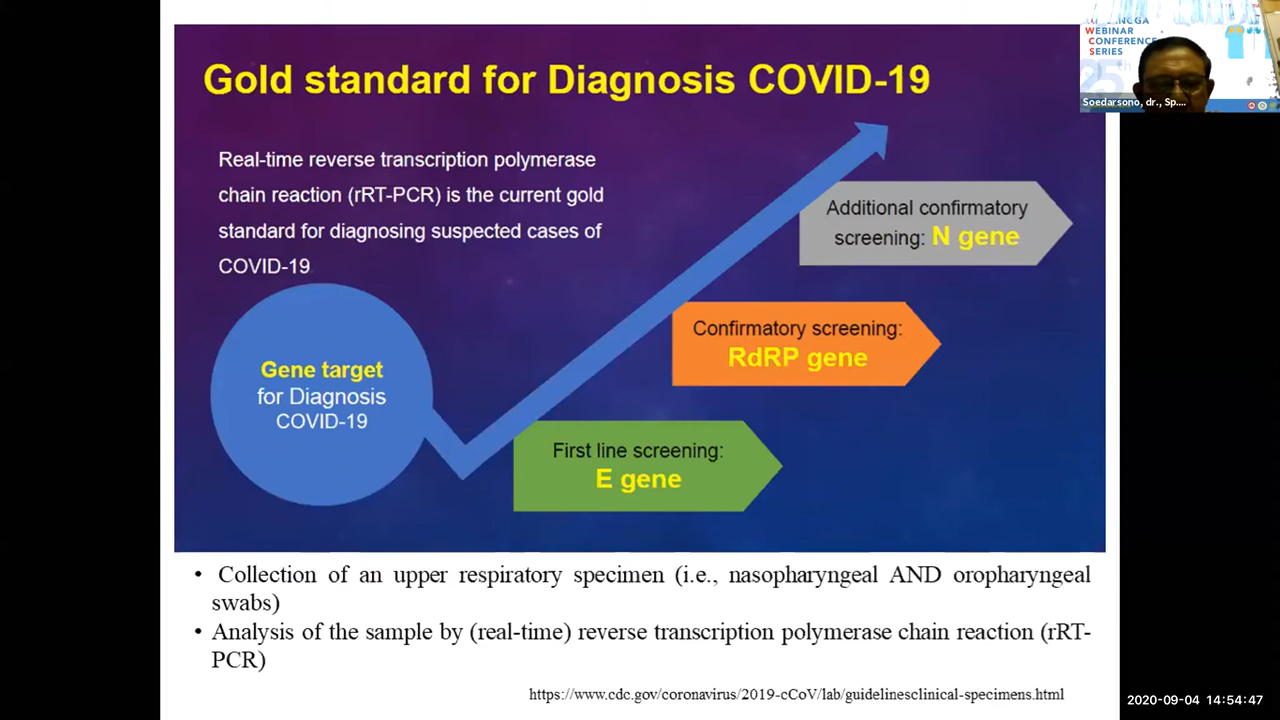 Gold standard for Diagnosis COVID-19
Real-time reverse transcription polymerase
chain reaction (rRT-PCR) is the current gold
standard for diagnosing suspected cases of
COVID-19
Gene target
for Diagnosis
COVID-19
Additional confirmatory
screening: N gene
Confirmatory screening:
RdRP gene
First line screening:
E gene
• Collection of an upper respiratory specimen (i.e., nasopharyngeal AND oropharyngeal
swabs)
• Analysis of the sample by (real-time) reverse transcription polymerase chain reaction (rRT-
PCR)
https://www.cdc.gov/coronavirus/2019-cCoV/lab/guidelinesclinical-specimens.html
WEBINAR
CONFERENCE
SERIES
Soedarsono, dr., Sp....
2020-09-04 14:54:47